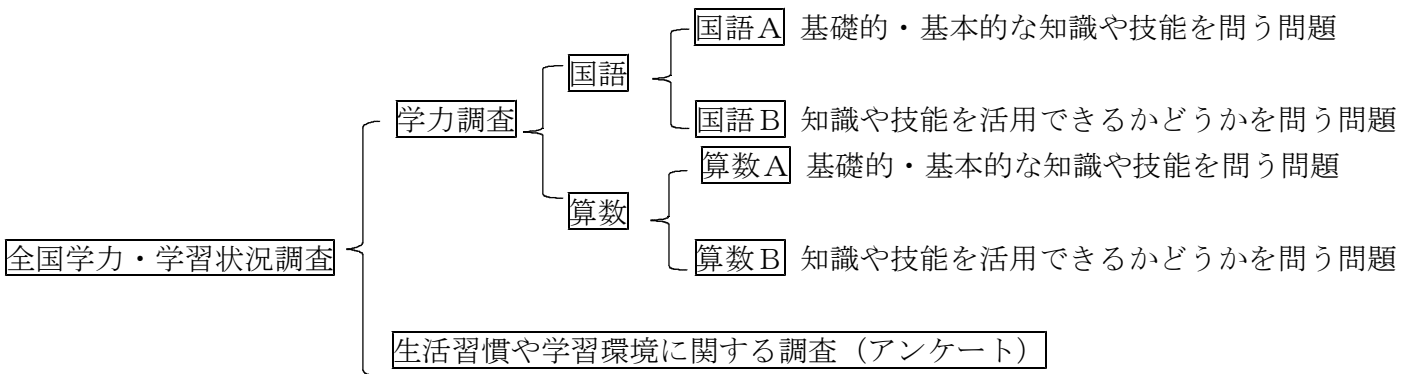 国語A 基礎的・基本的な知識や技能を問う問題
国語
学力調査
国語B 知識や技能を活用できるかどうかを問う問題
算数A 基礎的・基本的な知識や技能を問う問題
算数
全国学力・学習状況調査
算数B 知識や技能を活用できるかどうかを問う問題
生活習慣や学習環境に関する調査（アンケート）